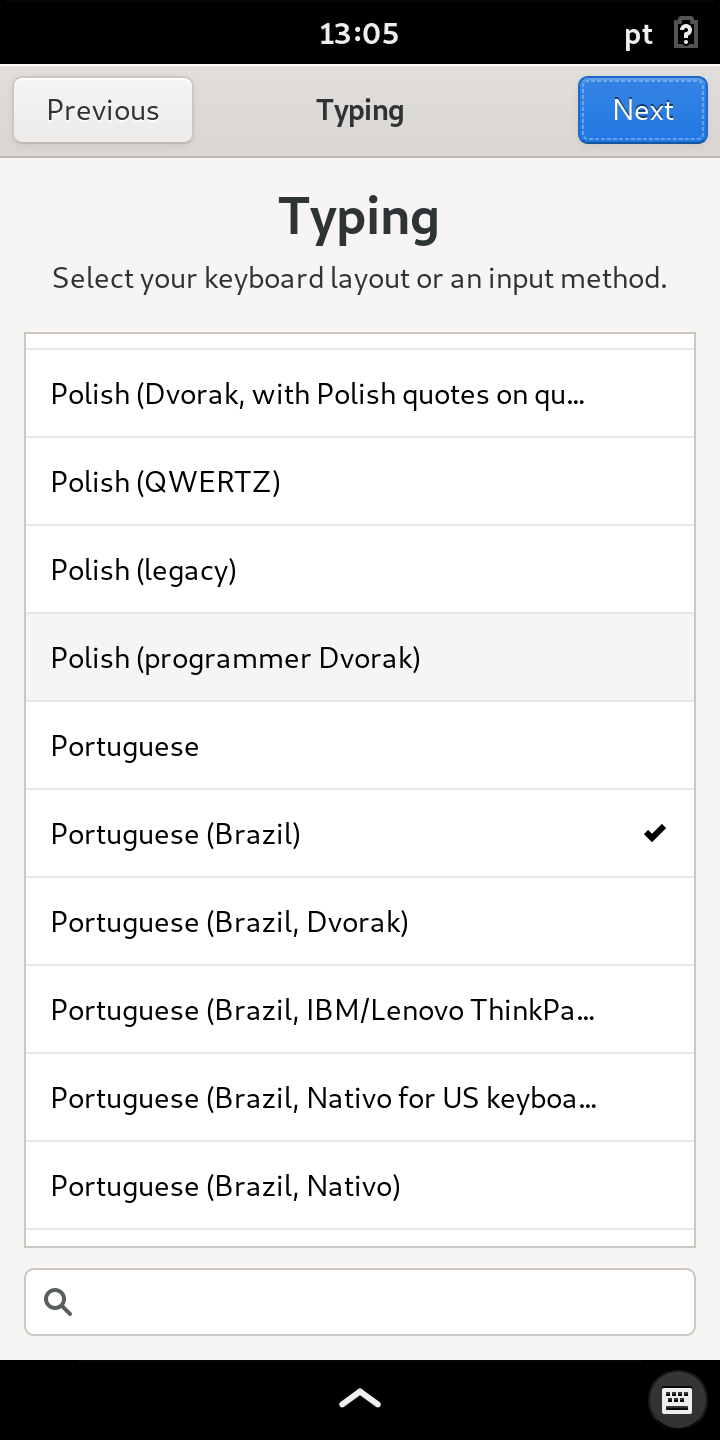 13:05
pt
Previous
Typing
Next
Typing
Select your keyboard layout or an input method.
Polish (Dvorak, with Polish quotes on qu…
Polish (QWERTZ)
Polish (legacy)
Polish (programmer Dvorak)
Portuguese
Portuguese (Brazil)
Portuguese (Brazil, Dvorak)
Portuguese (Brazil, IBM/Lenovo ThinkPa…
Portuguese (Brazil, Nativo for US keyboa…
Portuguese (Brazil, Nativo)